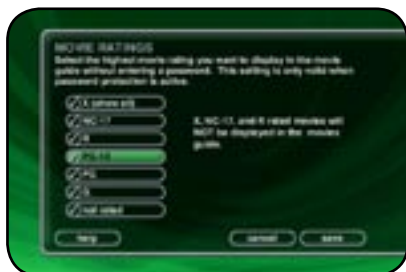 MOVIE RATINGS
Select the highest movie rating you want to display in the movie
guide without entering a password. This setting is only valid when
password protection is active.
X (show all)
NC-17
R
PG-13
PG
G
not rated
X, NC-17, and R rated movies will
NOT be displayed in the movies
guide.
help
cancel
save